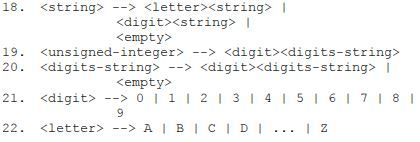 18. <string> --> <letter><string> |
<digit><string> |
<empty>
19. <unsigned-integer> --> <digit><digits-string>
20. <digits-string> --> <digit><digits-string> |
<empty>
21. <digit> --> 0 | 1 | 2 | 3 | 4 | 5 | 6 | 7 | 8 |
9
22. <letter> --> A | B | C | D | ... | Z